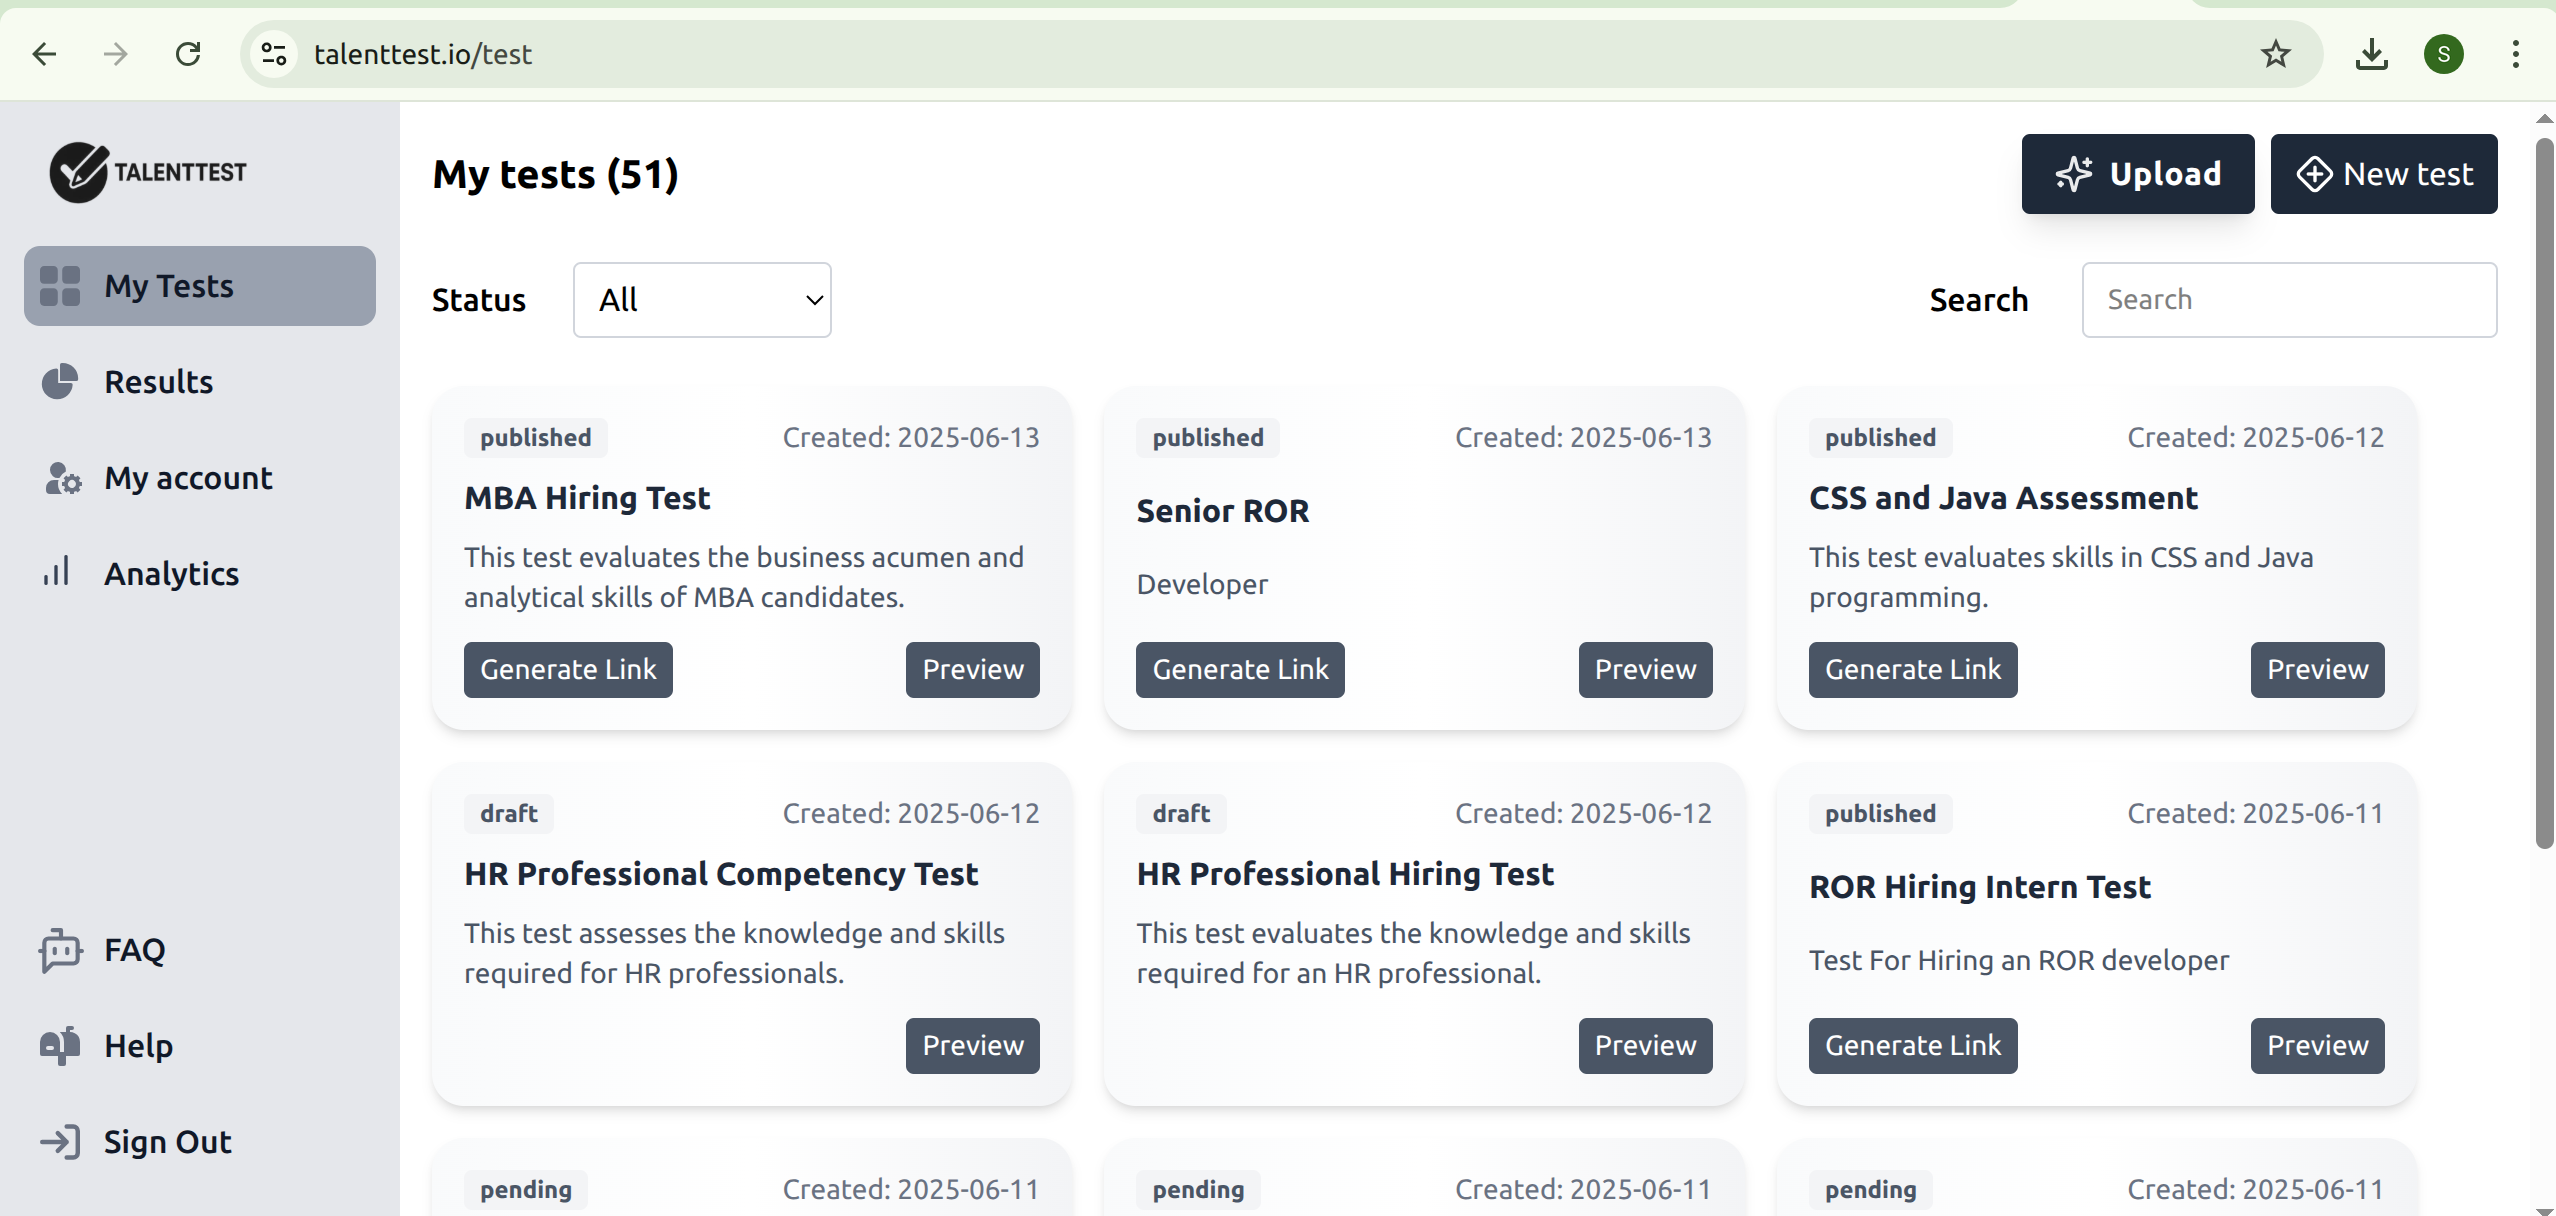 talenttest.io/test
S
TALENTTEST
My Tests
Results
My account
Analytics
FAQ
Help
Sign Out
My tests (51)
Upload
New test
Status
All
Search
Search
published
Created: 2025-06-13
MBA Hiring Test
This test evaluates the business acumen and
analytical skills of MBA candidates.
Generate Link
Preview
published
Created: 2025-06-13
Senior ROR
Developer
Generate Link
Preview
published
Created: 2025-06-12
CSS and Java Assessment
This test evaluates skills in CSS and Java
programming.
Generate Link
Preview
draft
Created: 2025-06-12
HR Professional Competency Test
This test assesses the knowledge and skills
required for HR professionals.
Preview
draft
Created: 2025-06-12
HR Professional Hiring Test
This test evaluates the knowledge and skills
required for an HR professional.
Preview
published
Created: 2025-06-11
ROR Hiring Intern Test
Test For Hiring an ROR developer
Generate Link
Preview
pending
Created: 2025-06-11
pending
Created: 2025-06-11
pending
Created: 2025-06-11